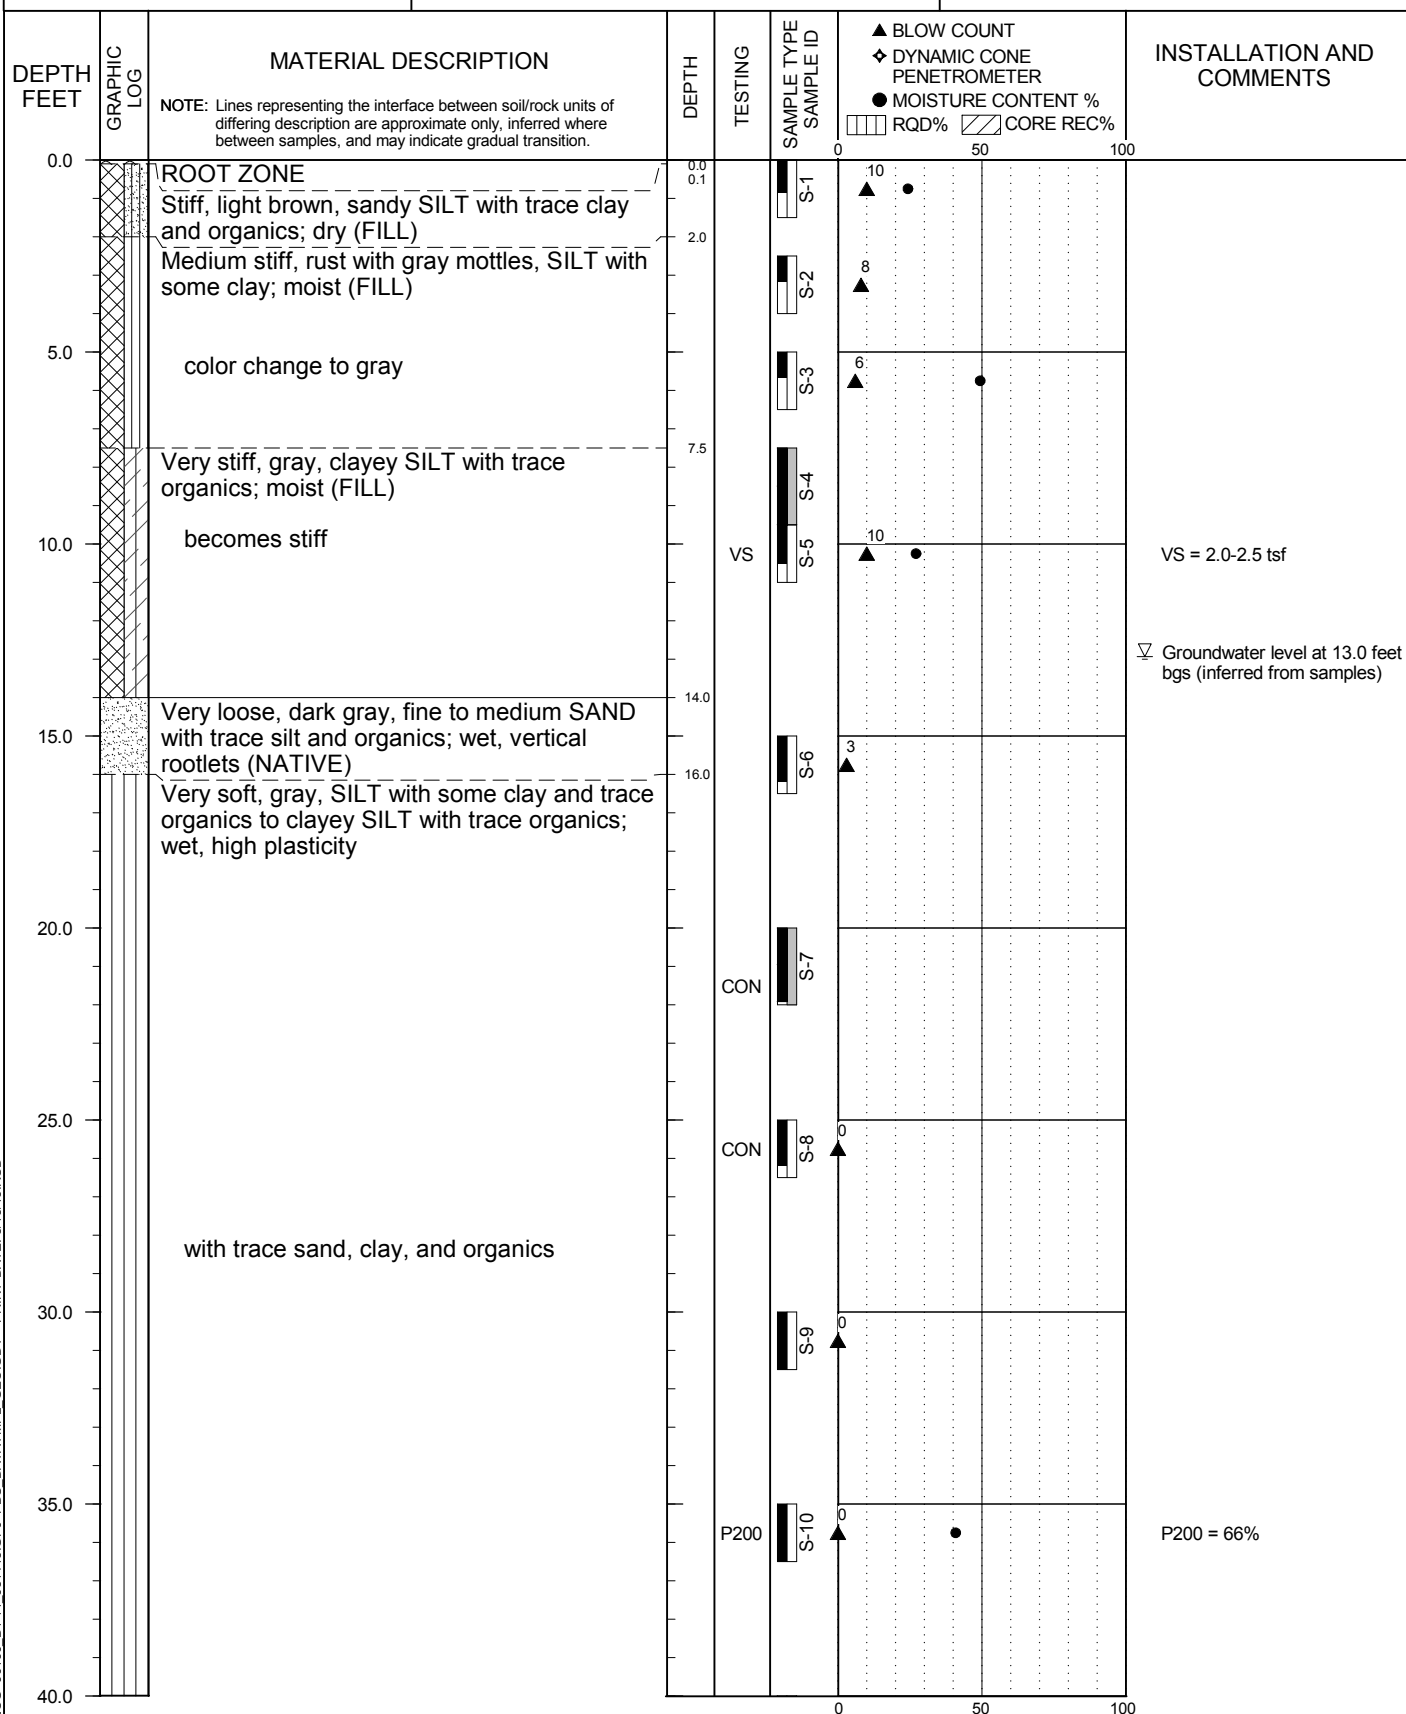 DEPTH
FEET
GRAPHIC
LOG
MATERIAL DESCRIPTION
NOTE: Lines representing the interface between soil/rock units of
differing description are approximate only, inferred where
between samples, and may indicate gradual transition.
DEPTH
TESTING
SAMPLE TYPE
SAMPLE ID
▲ BLOW COUNT
DYNAMIC CONE
PENETROMETER
● MOISTURE CONTENT %
RQD% CORE REC%
0 50 100
INSTALLATION AND
COMMENTS
0.0
ROOT ZONE
0.0
0.1
S-1
10
Stiff, light brown, sandy SILT with trace clay
and organics; dry (FILL)
2.0
Medium stiff, rust with gray mottles, SILT with
some clay; moist (FILL)
S-2
8
5.0
color change to gray
S-3
6
7.5
Very stiff, gray, clayey SILT with trace
organics; moist (FILL)
S-4
becomes stiff
10.0
VS
S-5
10
VS = 2.0-2.5 tsf
Groundwater level at 13.0 feet
bgs (inferred from samples)
14.0
Very loose, dark gray, fine to medium SAND
with trace silt and organics; wet, vertical
rootlets (NATIVE)
15.0
S-6
3
16.0
Very soft, gray, SILT with some clay and trace
organics to clayey SILT with trace organics;
wet, high plasticity
20.0
CON
S-7
25.0
CON
S-8
0
with trace sand, clay, and organics
30.0
S-9
0
35.0
P200
S-10
0
P200 = 66%
40.0
0 50 100